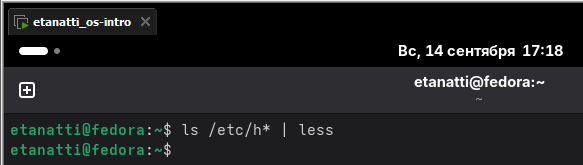 etanatti_os-intro
Вс, 14 сентября 17:18
etanatti@fedora:~
~
etanatti@fedora:~$ ls /etc/h* | less
etanatti@fedora:~$